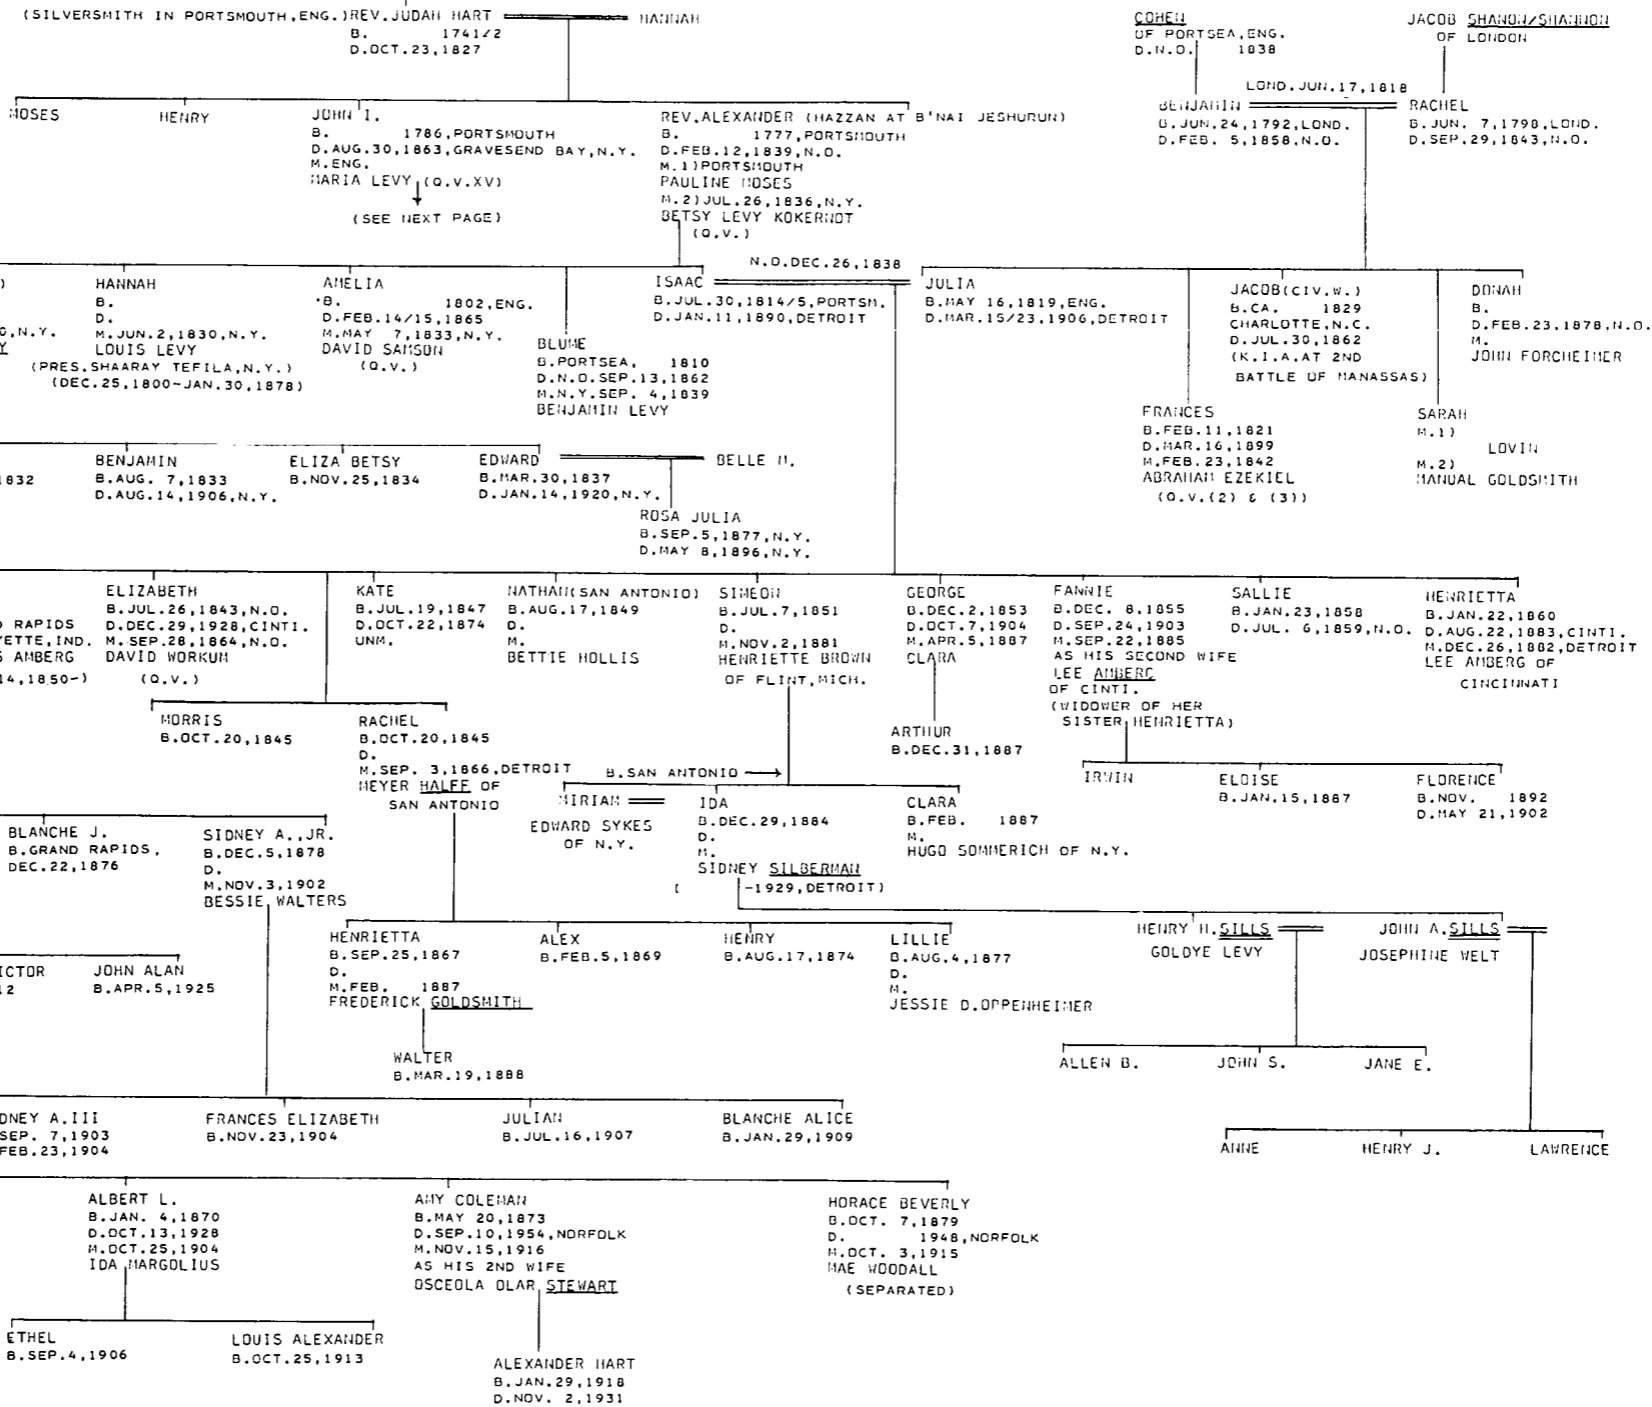 (SILVERSMITH IN PORTSMOUTH,ENG.)REV.JUDAH HART
B. 1741/2
D.OCT.23,1827
HANNAH
COHEN
OF PORTSEA,ENG.
D.N.O. 1838
JACOB SHANON/SHANNON
OF LONDON
MOSES
HENRY
JOHN I.
B. 1786,PORTSMOUTH
D.AUG.30,1863,GRAVESEND BAY,N.Y.
M.ENG.
MARIA LEVY (Q.V.XV)
(SEE NEXT PAGE)
REV.ALEXANDER (HAZZAN AT B'NAI JESHURUN)
B. 1777,PORTSMOUTH
D.FEB.12,1839,N.O.
M.1)PORTSMOUTH
PAULINE MOSES
M.2)JUL.26,1836,N.Y.
BETSY LEVY KOKERNOT
(Q.V.)
LOND.JUN.17,1818
BENJAMIN
B.JUN.24,1792,LOND.
D.FEB. 5,1858,N.O.
RACHEL
B.JUN. 7,1798,LOND.
D.SEP.29,1843,N.O.
)
,N.Y.
Y
HANNAH
B.
D.
M.JUN.2,1830,N.Y.
LOUIS LEVY
(PRES.SHAARAY TEFILA,N.Y.)
(DEC.25,1800-JAN.30,1878)
AMELIA
B. 1802,ENG.
D.FEB.14/15,1865
M.MAY 7,1833,N.Y.
DAVID SAMSON
(Q.V.)
BLUME
B.PORTSEA, 1810
D.N.O.SEP.13,1862
M.N.Y.SEP. 4,1839
BENJAMIN LEVY
N.O.DEC.26,1838
ISAAC
B.JUL.30,1814/5,PORTSM.
D.JAN.11,1890,DETROIT
JULIA
B.MAY 16,1819,ENG.
D.MAR.15/23,1906,DETROIT
JACOB(CIV.W.)
B.CA. 1829
CHARLOTTE,N.C.
D.JUL.30,1862
(K.I.A.AT 2ND
BATTLE OF MANASSAS)
DONAH
B.
D.FEB.23,1878,N.O.
M.
JOHN FORCHEIMER
FRANCES
B.FEB.11,1821
D.MAR.16,1899
M.FEB.23,1842
ABRAHAM EZEKIEL
(Q.V.(2) & (3))
SARAH
M.1)
LOVIN
M.2)
MANUAL GOLDSMITH
1832
BENJAMIN
B.AUG. 7,1833
D.AUG.14,1906,N.Y.
ELIZA BETSY
B.NOV.25,1834
EDWARD
B.MAR.30,1837
D.JAN.14,1920,N.Y.
BELLE M.
ROSA JULIA
B.SEP.5,1877,N.Y.
D.MAY 8,1896,N.Y.
RAPIDS
YETTE,IND.
S AMBERG
14,1850-)
ELIZABETH
B.JUL.26,1843,N.O.
D.DEC.29,1928,CINTI.
M.SEP.28,1864,N.O.
DAVID WORKUM
(Q.V.)
KATE
B.JUL.19,1847
D.OCT.22,1874
UNM.
NATHAN(SAN ANTONIO)
B.AUG.17,1849
D.
M.
BETTIE HOLLIS
SIMEON
B.JUL.7,1851
D.
M.NOV.2,1881
HENRIETTE BROWN
OF FLINT,MICH.
GEORGE
B.DEC.2,1853
D.OCT.7,1904
M.APR.5,1887
CLARA
FANNIE
B.DEC. 8,1855
D.SEP.24,1903
M.SEP.22,1885
AS HIS SECOND WIFE
LEE AMBERG
OF CINTI.
(WIDOWER OF HER
SISTER HENRIETTA)
SALLIE
B.JAN.23,1858
D.JUL. 6,1859,N.O.
HENRIETTA
B.JAN.22,1860
D.AUG.22,1883,CINTI.
M.DEC.26,1882,DETROIT
LEE AMBERG OF
CINCINNATI
MORRIS
B.OCT.20,1845
RACHEL
B.OCT.20,1845
D.
M.SEP. 3,1866,DETROIT
MEYER HALFF OF
SAN ANTONIO
ARTHUR
B.DEC.31,1887
B.SAN ANTONIO
IRWIN
ELOISE
B.JAN.15,1887
FLORENCE
B.NOV. 1892
D.MAY 21,1902
MIRIAM
EDWARD SYKES
OF N.Y.
IDA
B.DEC.29,1884
D.
M.
SIDNEY SILBERMAN
( -1929,DETROIT)
CLARA
B.FEB. 1887
M.
HUGO SOMMERICH OF N.Y.
BLANCHE J.
B.GRAND RAPIDS,
DEC.22,1876
SIDNEY A.,JR.
B.DEC.5,1878
D.
M.NOV.3,1902
BESSIE WALTERS
HENRIETTA
B.SEP.25,1867
D.
M.FEB. 1887
FREDERICK GOLDSMITH
ALEX
B.FEB.5,1869
HENRY
B.AUG.17,1874
LILLIE
B.AUG.4,1877
D.
M.
JESSIE D.OPPENHEIMER
HENRY H.SILLS
GOLDYE LEVY
JOHN A.SILLS
JOSEPHINE WELT
ICTOR
12
JOHN ALAN
B.APR.5,1925
WALTER
B.MAR.19,1888
ALLEN B.
JOHN S.
JANE E.
DNEY A.III
SEP. 7,1903
FEB.23,1904
FRANCES ELIZABETH
B.NOV.23,1904
JULIAN
B.JUL.16,1907
BLANCHE ALICE
B.JAN.29,1909
ANNE
HENRY J.
LAWRENCE
ALBERT L.
B.JAN. 4,1870
D.OCT.13,1928
M.OCT.25,1904
IDA MARGOLIUS
AMY COLEMAN
B.MAY 20,1873
D.SEP.10,1954,NORFOLK
M.NOV.15,1916
AS HIS 2ND WIFE
OSCEOLA OLAR STEWART
HORACE BEVERLY
B.OCT. 7,1879
D. 1948,NORFOLK
M.OCT. 3,1915
MAE WOODALL
(SEPARATED)
ETHEL
B.SEP.4,1906
LOUIS ALEXANDER
B.OCT.25,1913
ALEXANDER HART
B.JAN.29,1918
D.NOV. 2,1931